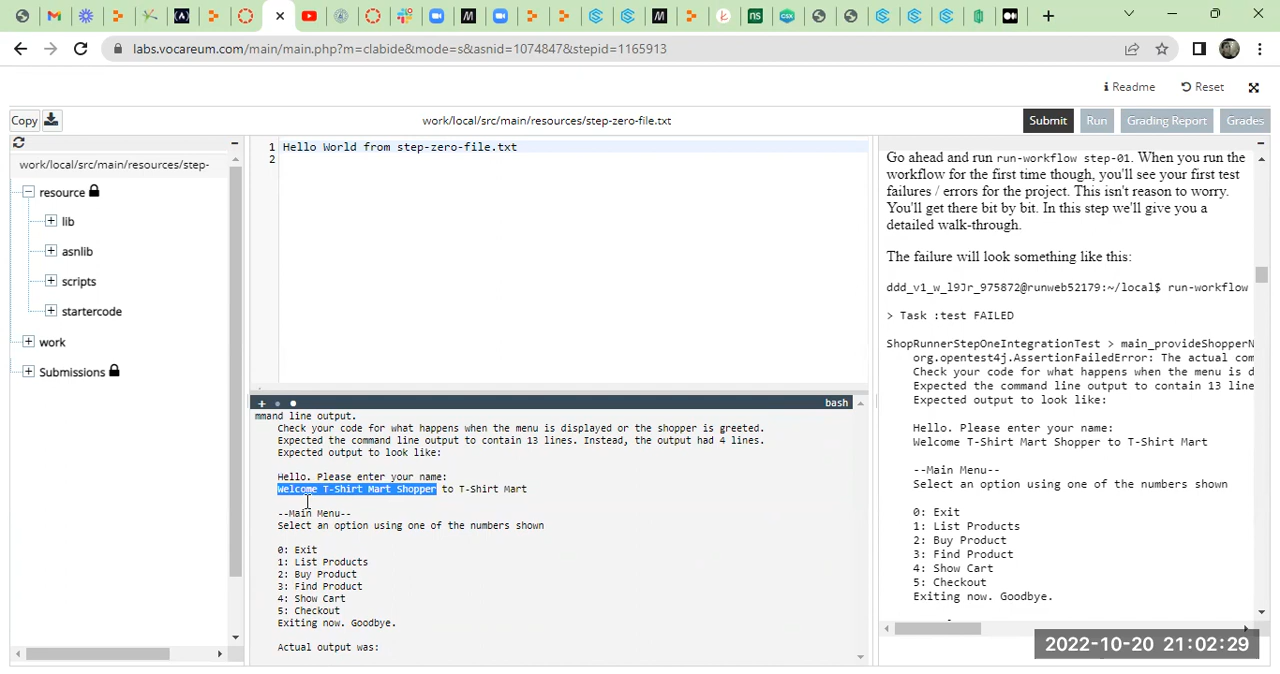 labs.vocareum.com/main/main.php?m=clabide&mode=s&asnid=1074847&stepid=1165913
Readme
Reset
Copy
work/local/src/main/resources/step-zero-file.txt
Submit
Run
Grading Report
Grades
work/local/src/main/resources/step-
resource
lib
asnlib
scripts
startercode
work
Submissions
1 Hello World from step-zero-file.txt
2
bash
mmand line output.
Check your code for what happens when the menu is displayed or the shopper is greeted.
Expected the command line output to contain 13 lines. Instead, the output had 4 lines.
Expected output to look like:
Hello. Please enter your name:
Welcome T-Shirt Mart Shopper to T-Shirt Mart
--Main Menu--
Select an option using one of the numbers shown
0: Exit
1: List Products
2: Buy Product
3: Find Product
4: Show Cart
5: Checkout
Exiting now. Goodbye.
Actual output was:
Go ahead and run run-workflow step-01. When you run the
workflow for the first time though, you'll see your first test
failures / errors for the project. This isn't reason to worry.
You'll get there bit by bit. In this step we'll give you a
detailed walk-through.
The failure will look something like this:
ddd_v1_w_l9Jr_975872@runweb52179:~/local$ run-workflow
> Task :test FAILED
ShopRunnerStepOneIntegrationTest > main_provideShopperN
org.opentest4j.AssertionFailedError: The actual com
Check your code for what happens when the menu is d
Expected the command line output to contain 13 line
Expected output to look like:
Hello. Please enter your name:
Welcome T-Shirt Mart Shopper to T-Shirt Mart
--Main Menu--
Select an option using one of the numbers shown
0: Exit
1: List Products
2: Buy Product
3: Find Product
4: Show Cart
5: Checkout
Exiting now. Goodbye.
2022-10-20 21:02:29